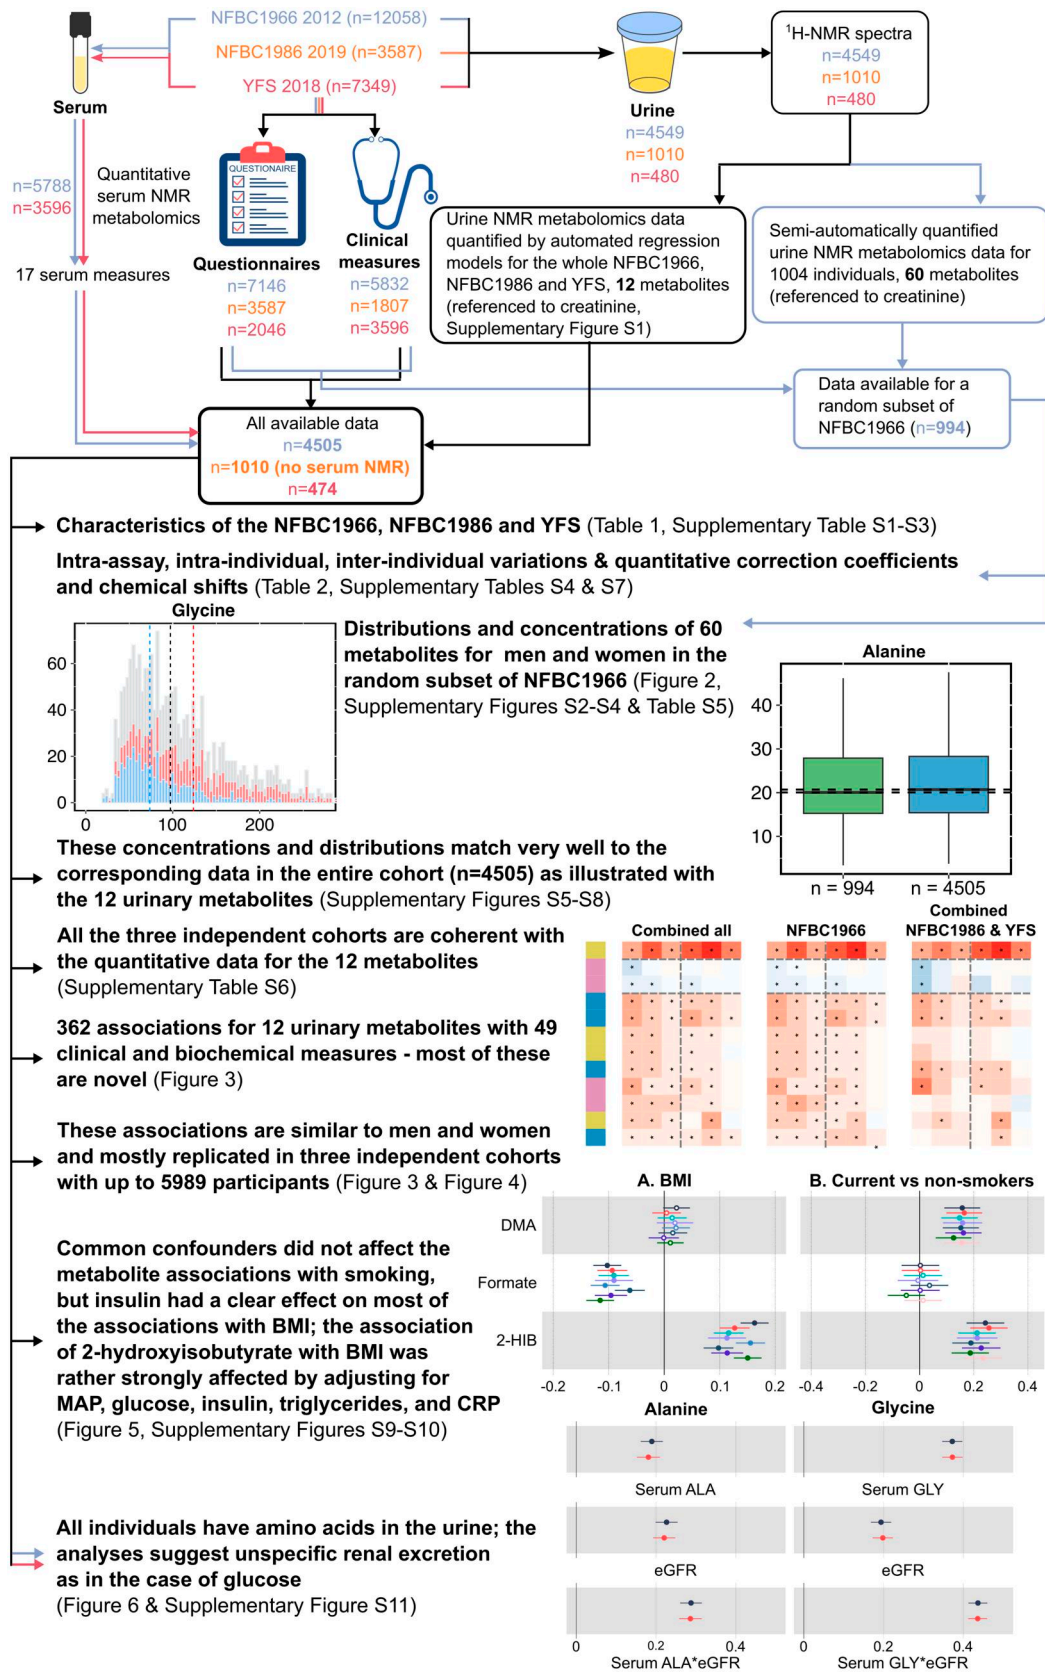 NFBC1966 2012 (n=12058)
NFBC1986 2019 (n=3587)
YFS 2018 (n=7349)
Serum
Urine
n=4549
n=1010
n=480
¹H-NMR spectra
n=4549
n=1010
n=480
n=5788
n=3596
Quantitative
serum NMR
metabolomics
17 serum measures
QUESTIONAIRE
Questionnaires
n=7146
n=3587
n=2046
Clinical
measures
n=5832
n=1807
n=3596
Urine NMR metabolomics data
quantified by automated regression
models for the whole NFBC1966,
NFBC1986 and YFS, 12 metabolites
(referenced to creatinine,
Supplementary Figure S1)
Semi-automatically quantified
urine NMR metabolomics data for
1004 individuals, 60 metabolites
(referenced to creatinine)
Data available for a
random subset of
NFBC1966 (n=994)
All available data
n=4505
n=1010 (no serum NMR)
n=474
Characteristics of the NFBC1966, NFBC1986 and YFS (Table 1, Supplementary Table S1-S3)
Intra-assay, intra-individual, inter-individual variations & quantitative correction coefficients
and chemical shifts (Table 2, Supplementary Tables S4 & S7)
Glycine
60
40
20
0
0 100 200
Distributions and concentrations of 60
metabolites for men and women in the
random subset of NFBC1966 (Figure 2,
Supplementary Figures S2-S4 & Table S5)
Alanine
40
30
20
10
n = 994 n = 4505
These concentrations and distributions match very well to the
corresponding data in the entire cohort (n=4505) as illustrated with
the 12 urinary metabolites (Supplementary Figures S5-S8)
All the three independent cohorts are coherent with
the quantitative data for the 12 metabolites
(Supplementary Table S6)
Combined all
NFBC1966
Combined
NFBC1986 & YFS
362 associations for 12 urinary metabolites with 49
clinical and biochemical measures - most of these
are novel (Figure 3)
These associations are similar to men and women
and mostly replicated in three independent cohorts
with up to 5989 participants (Figure 3 & Figure 4)
A. BMI
B. Current vs non-smokers
DMA
Formate
2-HIB
-0.2 -0.1 0 0.1 0.2
-0.4 -0.2 0 0.2 0.4
Common confounders did not affect the
metabolite associations with smoking,
but insulin had a clear effect on most of
the associations with BMI; the association
of 2-hydroxyisobutyrate with BMI was
rather strongly affected by adjusting for
MAP, glucose, insulin, triglycerides, and CRP
(Figure 5, Supplementary Figures S9-S10)
Alanine
Glycine
Serum ALA
Serum GLY
eGFR
eGFR
0 0.2 0.4
0 0.2 0.4
Serum ALA*eGFR
Serum GLY*eGFR
All individuals have amino acids in the urine; the
analyses suggest unspecific renal excretion
as in the case of glucose
(Figure 6 & Supplementary Figure S11)